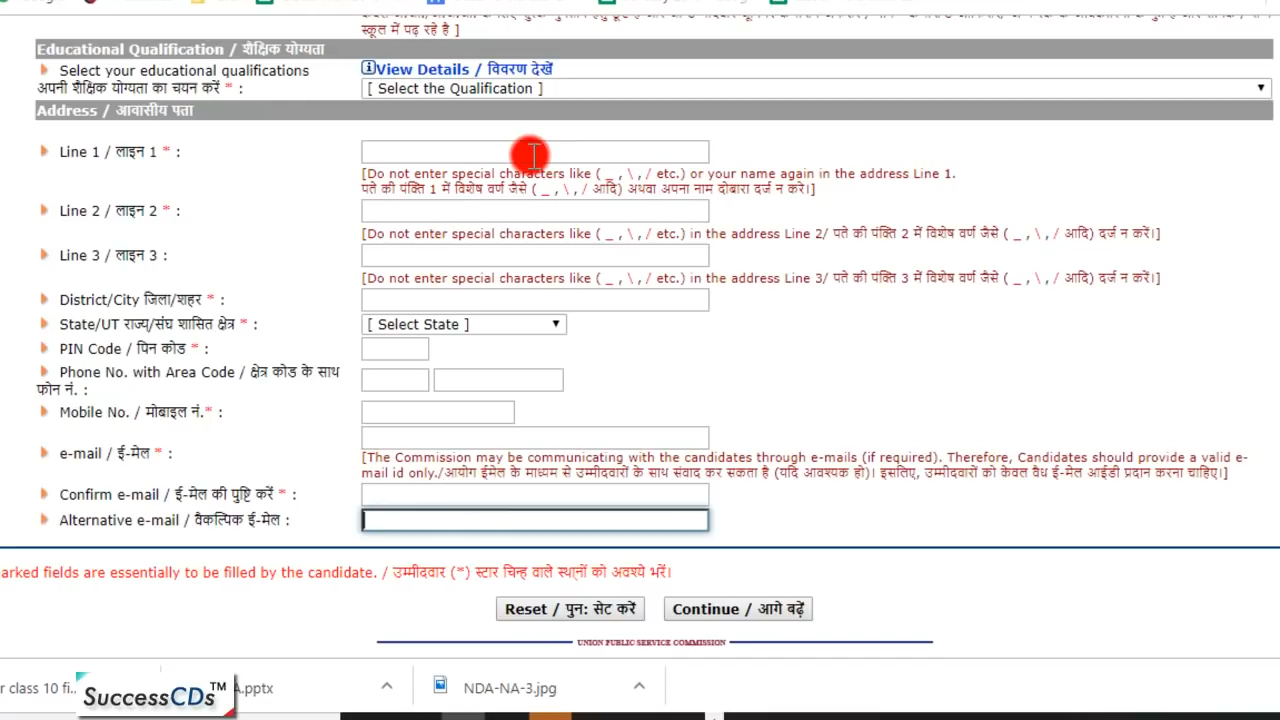 स्कूल में पढ़ रहे है ]
Educational Qualification / शैक्षिक योग्यता
Select your educational qualifications
अपनी शैक्षिक योग्यता का चयन करें * :
View Details / विवरण देखें
[ Select the Qualification ]
Address / आवासीय पता
Line 1 / लाइन 1 * :
[Do not enter special characters like ( _ , \ , / etc.) or your name again in the address Line 1.
पते की पंक्ति 1 में विशेष वर्ण जैसे ( _ , \ , / आदि) अथवा अपना नाम दोबारा दर्ज न करे।]
Line 2 / लाइन 2 * :
[Do not enter special characters like ( _ , \ , / etc.) in the address Line 2/ पते की पंक्ति 2 में विशेष वर्ण जैसे ( _ , \ , / आदि) दर्ज न करें।]
Line 3 / लाइन 3 :
[Do not enter special characters like ( _ , \ , / etc.) in the address Line 3/ पते की पंक्ति 3 में विशेष वर्ण जैसे ( _ , \ , / आदि) दर्ज न करें।]
District/City जिला/शहर * :
State/UT राज्य/संघ शासित क्षेत्र * :
[ Select State ]
PIN Code / पिन कोड * :
Phone No. with Area Code / क्षेत्र कोड के साथ
फोन नं. :
Mobile No. / मोबाइल नं.* :
e-mail / ई-मेल * :
[The Commission may be communicating with the candidates through e-mails (if required). Therefore, Candidates should provide a valid e-
mail id only./आयोग ईमेल के माध्यम से उम्मीदवारों के साथ संवाद कर सकता है (यदि आवश्यक हो)। इसलिए, उम्मीदवारों को केवल वैध ई-मेल आईडी प्रदान करना चाहिए।]
Confirm e-mail / ई-मेल की पुष्टि करें * :
Alternative e-mail / वैकल्पिक ई-मेल :
arked fields are essentially to be filled by the candidate. / उम्मीदवार (*) स्टार चिन्ह वाले स्थानों को अवश्ये भरें।
Reset / पुन: सेट करें
Continue / आगे बढ़ें
UNION PUBLIC SERVICE COMMISSION
r class 10 fi...
A.pptx
NDA-NA-3.jpg
SuccessCDs™